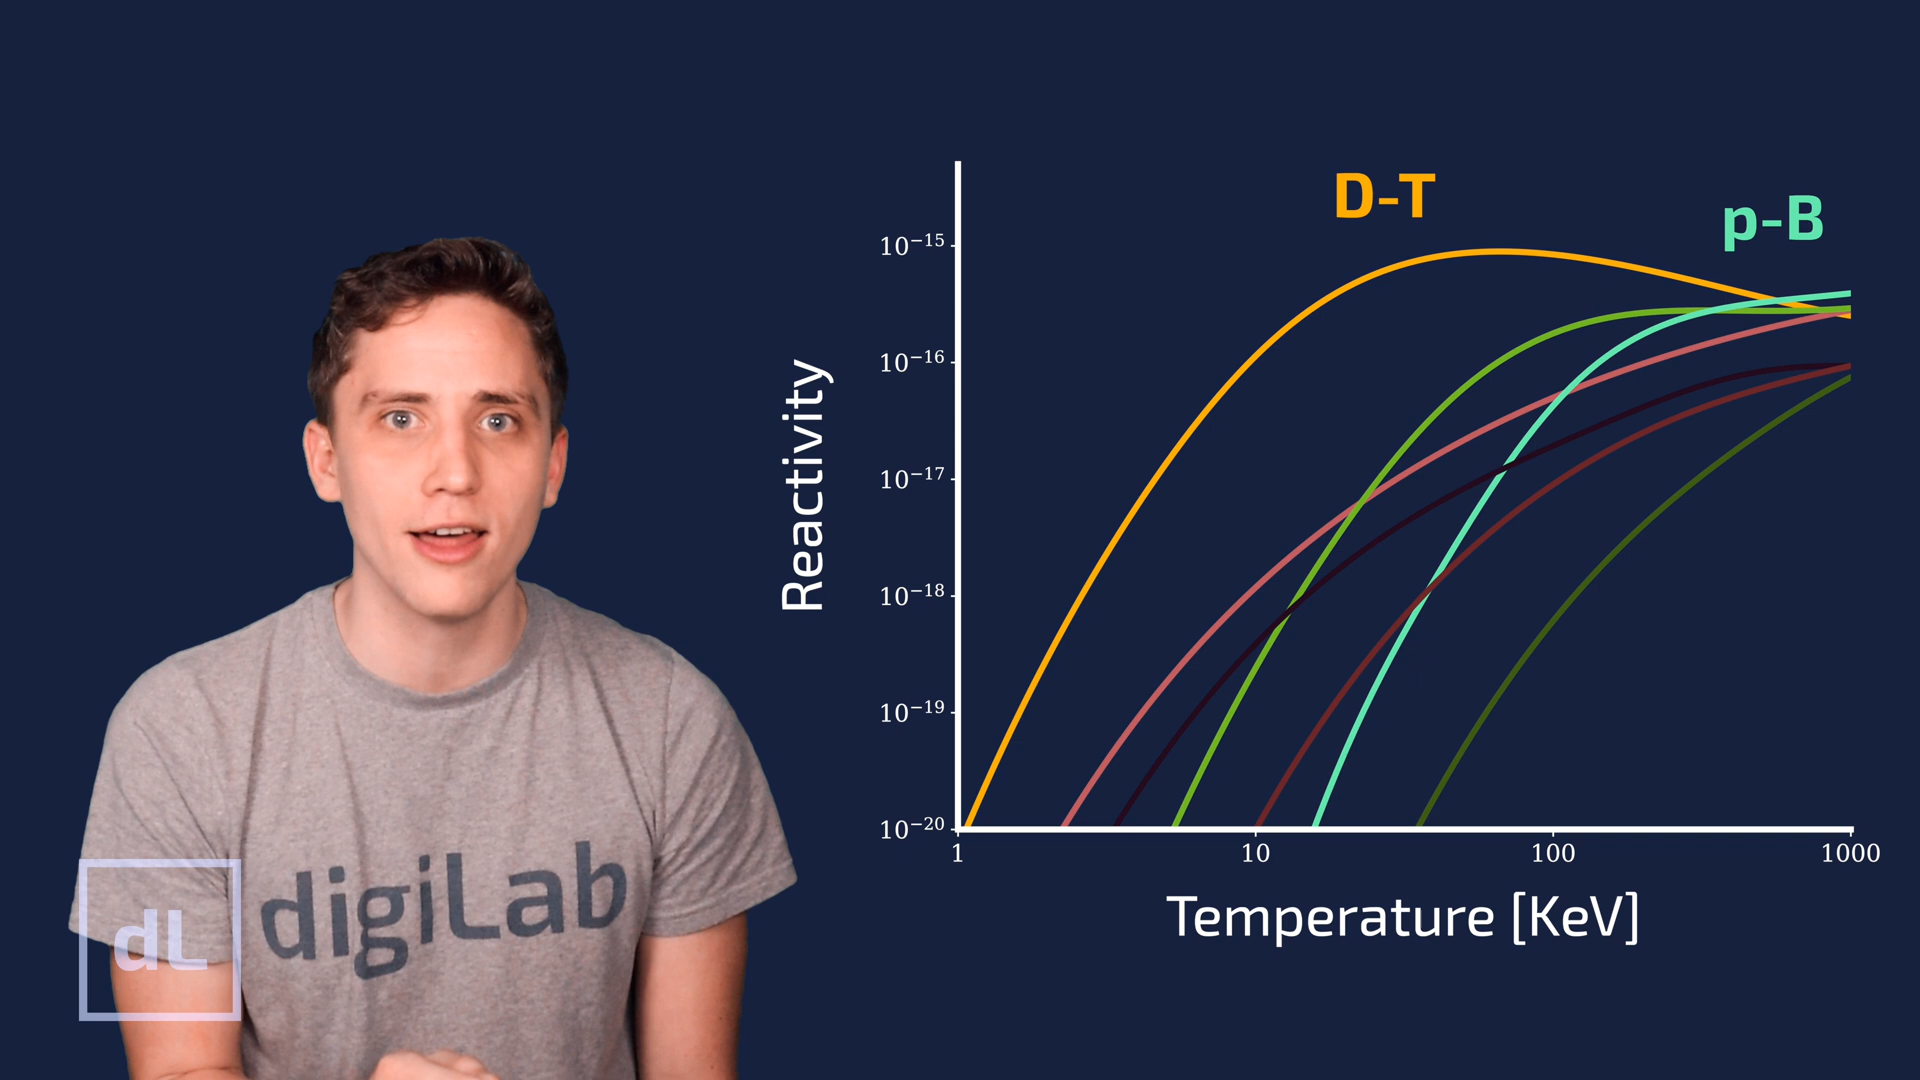 D-T
p-B
Reactivity
10⁻¹⁵
10⁻¹⁶
10⁻¹⁷
10⁻¹⁸
10⁻¹⁹
10⁻²⁰
1
10
100
1000
Temperature [KeV]
digiLab
dL